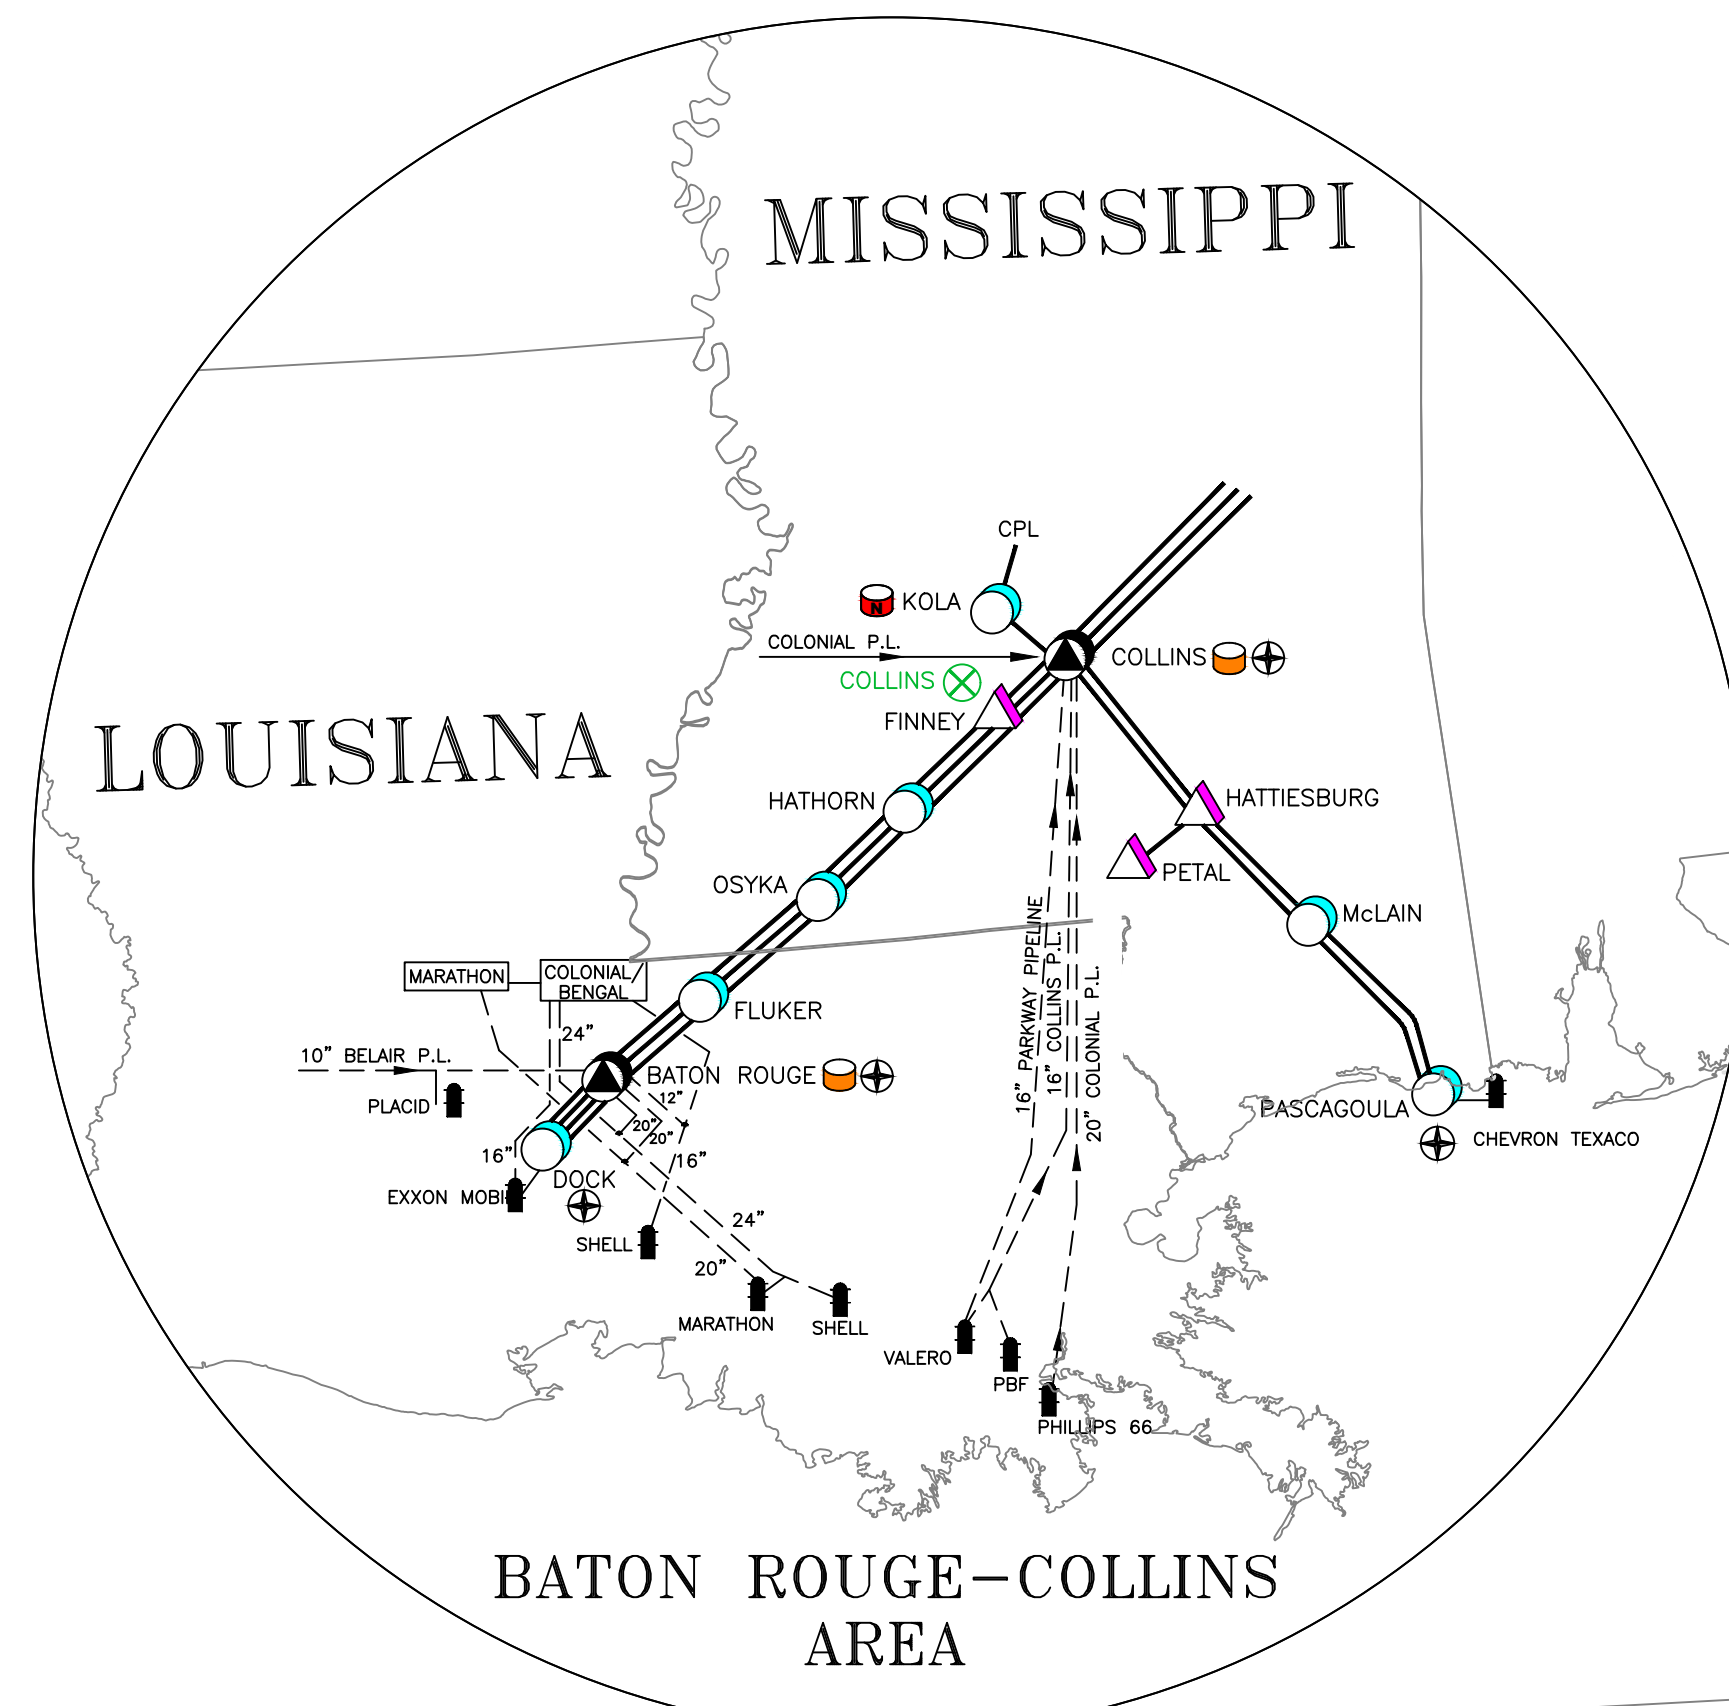 MISSISSIPPI
CPL
N
KOLA
COLONIAL P.L.
COLLINS
COLLINS
FINNEY
LOUISIANA
HATHORN
HATTIESBURG
PETAL
OSYKA
McLAIN
MARATHON
COLONIAL/
BENGAL
FLUKER
24"
10" BELAIR P.L.
BATON ROUGE
PLACID
12"
20"
20"
16"
16"
EXXON MOBI
DOCK
SHELL
24"
20"
MARATHON
SHELL
16" PARKWAY PIPELINE
16" COLLINS P.L.
20" COLONIAL P.L.
PASCAGOULA
CHEVRON TEXACO
VALERO
PBF
PHILLIPS 66
BATON ROUGE-COLLINS
AREA